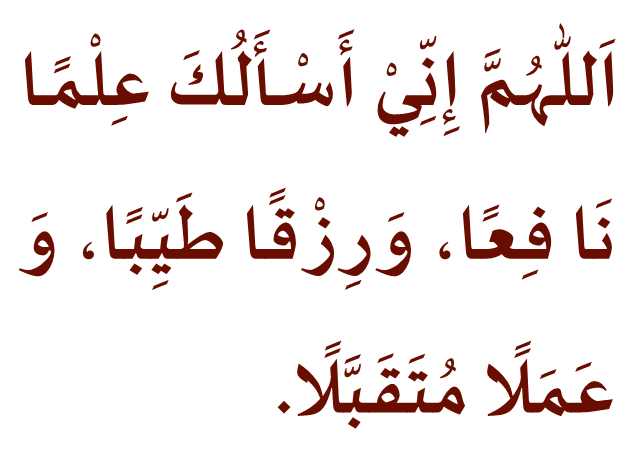 اَللّٰهُمَّ إِنِّيْ أَسْأَلُكَ عِلْمًا
نَا فِعًا، وَرِزْقًا طَيِّبًا، وَ
عَمَلًا مُتَقَبَّلًا.